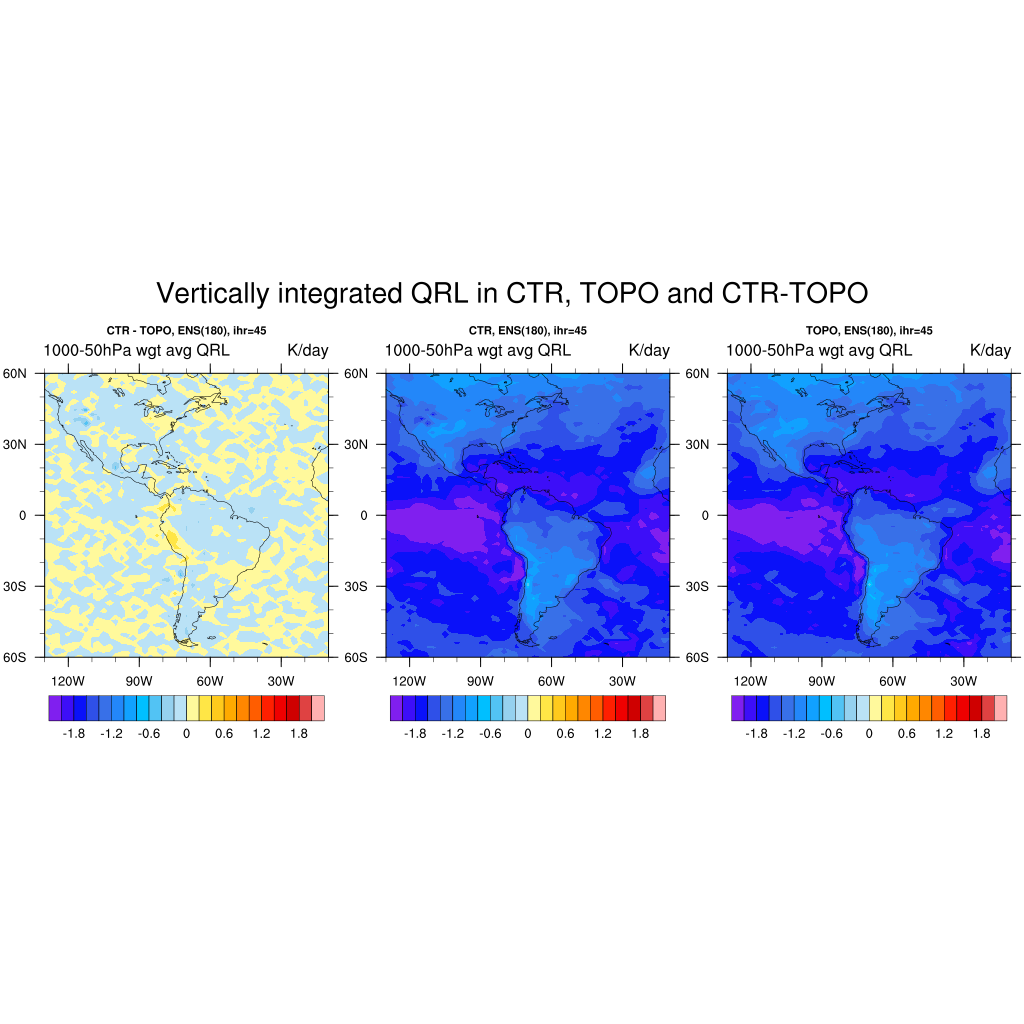 Vertically integrated QRL in CTR, TOPO and CTR-TOPO
CTR - TOPO, ENS(180), ihr=45
1000-50hPa wgt avg QRL K/day
60N
30N
0
30S
60S
120W 90W 60W 30W
-1.8 -1.2 -0.6 0 0.6 1.2 1.8
CTR, ENS(180), ihr=45
1000-50hPa wgt avg QRL K/day
60N
30N
0
30S
60S
120W 90W 60W 30W
-1.8 -1.2 -0.6 0 0.6 1.2 1.8
TOPO, ENS(180), ihr=45
1000-50hPa wgt avg QRL K/day
60N
30N
0
30S
60S
120W 90W 60W 30W
-1.8 -1.2 -0.6 0 0.6 1.2 1.8